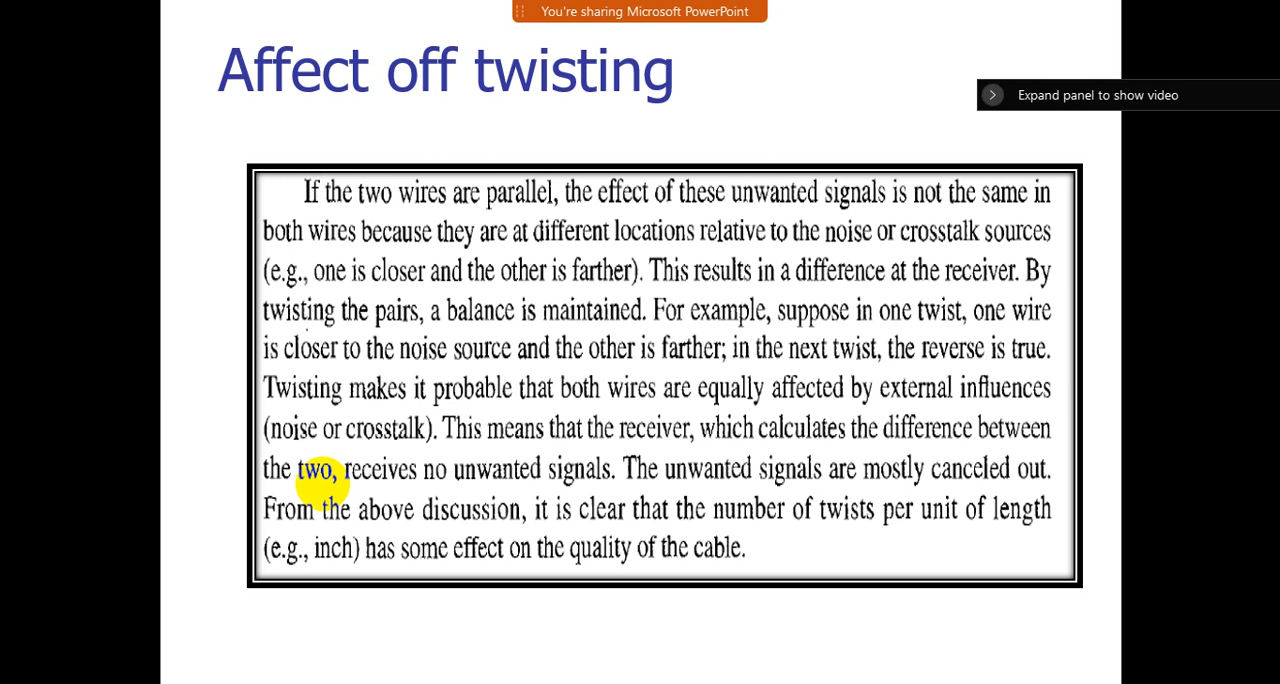 You're sharing Microsoft PowerPoint
Affect off twisting
Expand panel to show video
If the two wires are parallel, the effect of these unwanted signals is not the same in
both wires because they are at different locations relative to the noise or crosstalk sources
(e.g., one is closer and the other is farther). This results in a difference at the receiver. By
twisting the pairs, a balance is maintained. For example, suppose in one twist, one wire
is closer to the noise source and the other is farther; in the next twist, the reverse is true.
Twisting makes it probable that both wires are equally affected by external influences
(noise or crosstalk). This means that the receiver, which calculates the difference between
the two, receives no unwanted signals. The unwanted signals are mostly canceled out.
From the above discussion, it is clear that the number of twists per unit of length
(e.g., inch) has some effect on the quality of the cable.